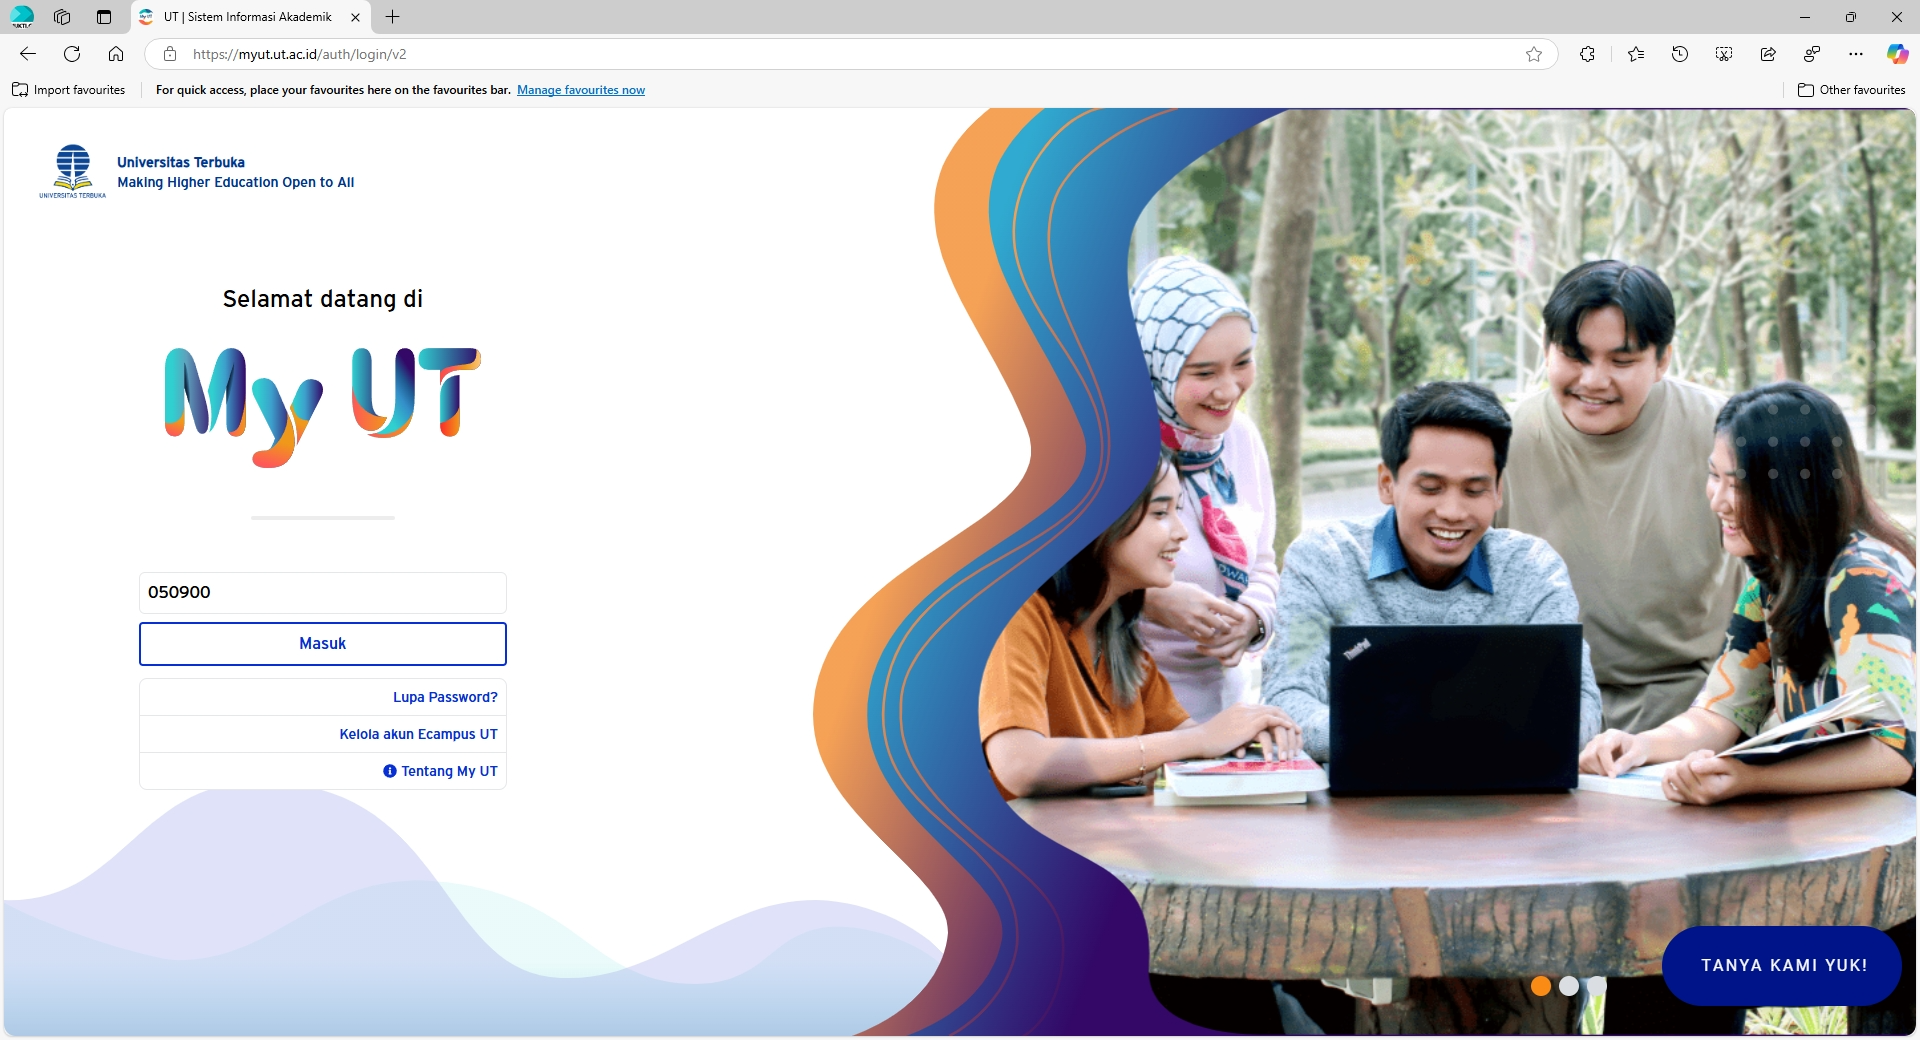 UT | Sistem Informasi Akademik
https://myut.ut.ac.id/auth/login/v2
Import favourites
For quick access, place your favourites here on the favourites bar. Manage favourites now
Other favourites
Universitas Terbuka
Making Higher Education Open to All
UNIVERSITAS TERBUKA
Selamat datang di
My UT
050900
Masuk
Lupa Password?
Kelola akun Ecampus UT
Tentang My UT
ThinkPad
TANYA KAMI YUK!